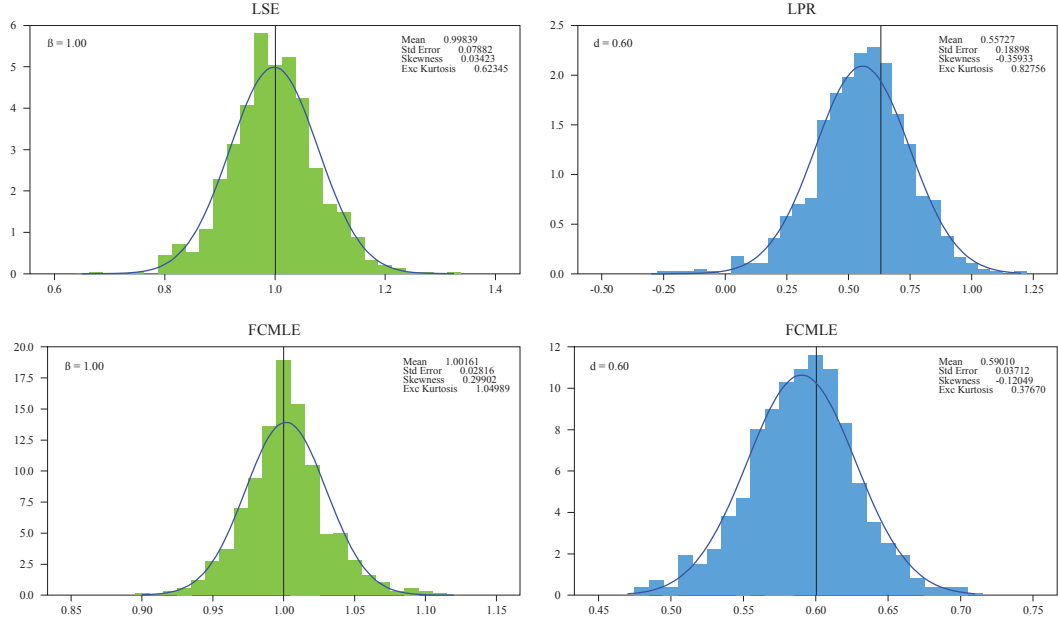 LSE
6
5
4
3
2
1
0
ß = 1.00
Mean 0.99839
Std Error 0.07882
Skewness 0.03423
Exc Kurtosis 0.62345
0.6 0.8 1.0 1.2 1.4
LPR
2.5
2.0
1.5
1.0
0.5
0.0
d = 0.60
Mean 0.55727
Std Error 0.18898
Skewness -0.35933
Exc Kurtosis 0.82756
-0.50 -0.25 0.00 0.25 0.50 0.75 1.00 1.25
FCMLE
20.0
17.5
15.0
12.5
10.0
7.5
5.0
2.5
0.0
ß = 1.00
Mean 1.00161
Std Error 0.02816
Skewness 0.29902
Exc Kurtosis 1.04989
0.85 0.90 0.95 1.00 1.05 1.10 1.15
FCMLE
12
10
8
6
4
2
0
d = 0.60
Mean 0.59010
Std Error 0.03712
Skewness -0.12049
Exc Kurtosis 0.37670
0.45 0.50 0.55 0.60 0.65 0.70 0.75